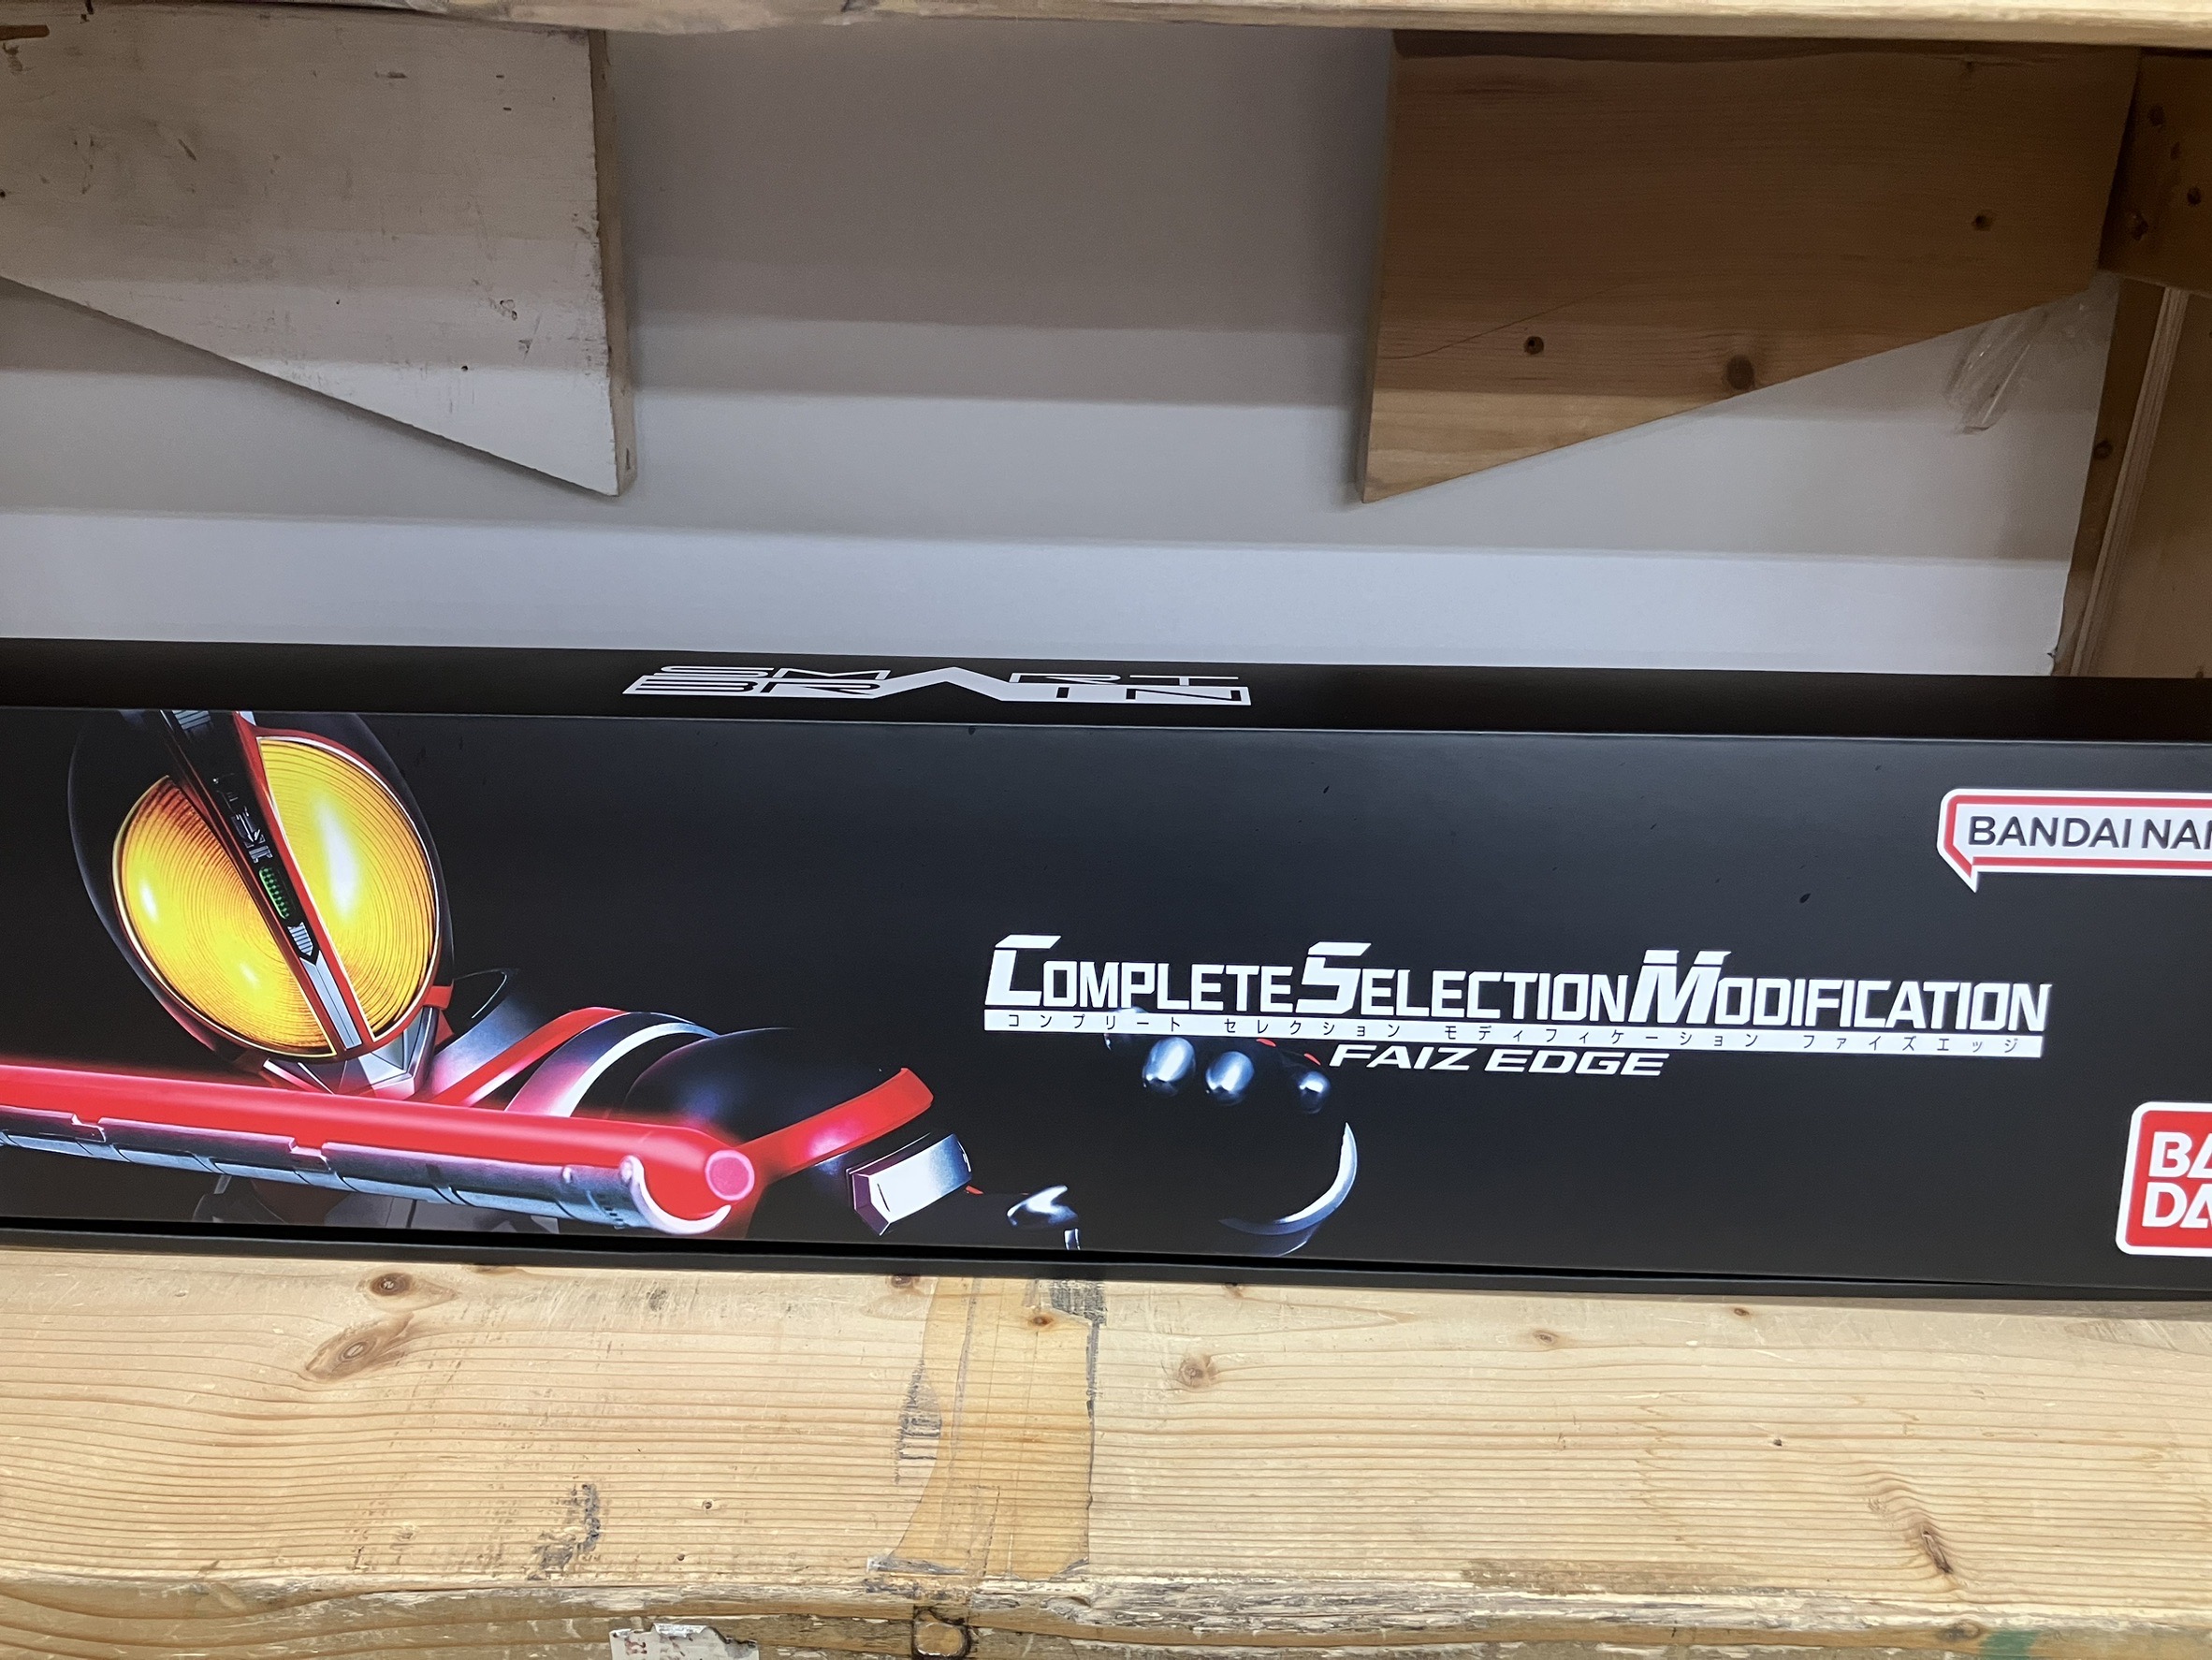 SMART
BRAIN
BANDAI NA
COMPLETE SELECTION MODIFICATION
コンプリート セレクション モディフィケーション ファイズエッジ
FAIZ EDGE
BA
DA